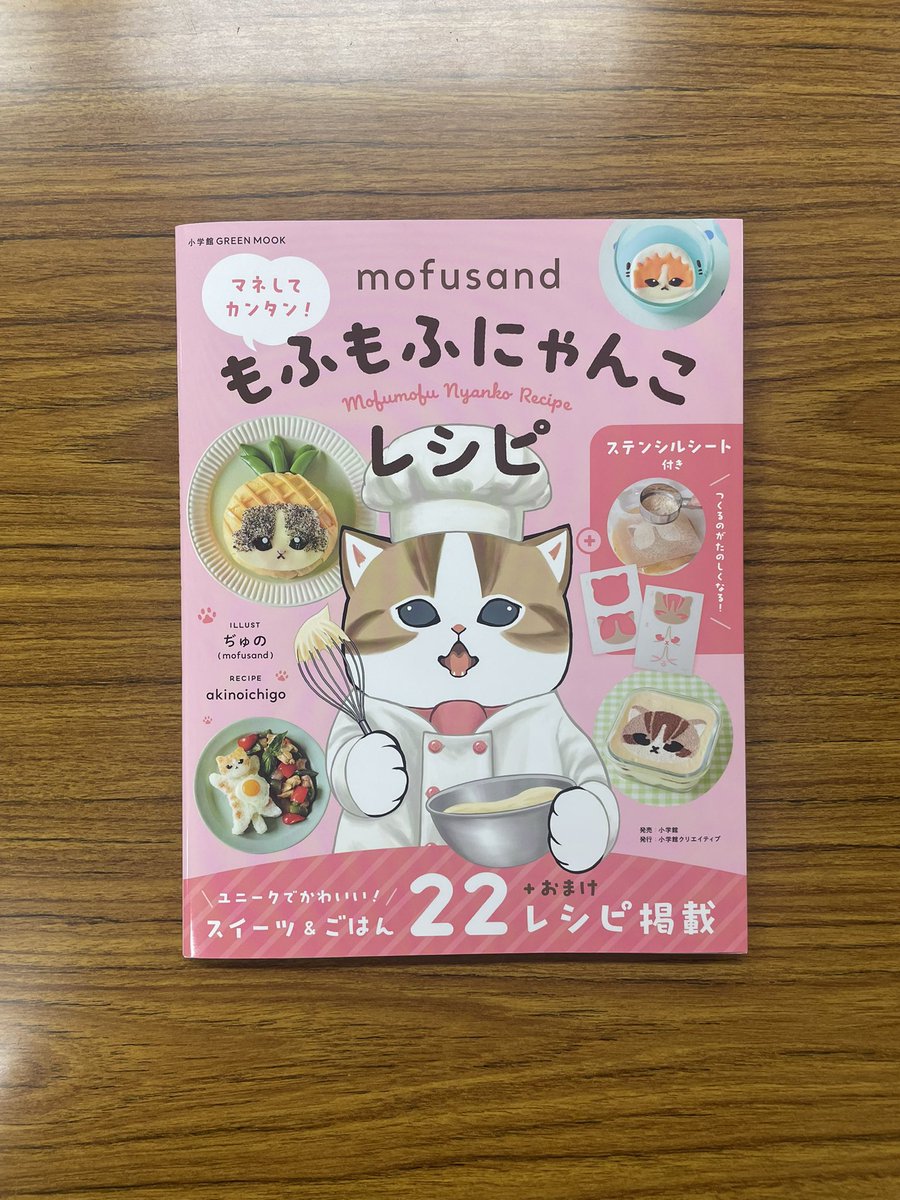 小学館 GREEN MOOK
マネして
カンタン!
mofusand
もふもふにゃんこ
Mofumofu Nyanko Recipe
レシピ
ステンシルシート
付き
つくるのがたのしくなる!
+
ILLUST
ぢゅの
(mofusand)
RECIPE
akinoichigo
発売 小学館
発行 小学館クリエイティブ
ユニークでかわいい!
スイーツ&ごはん 22 レシピ掲載
+おまけ